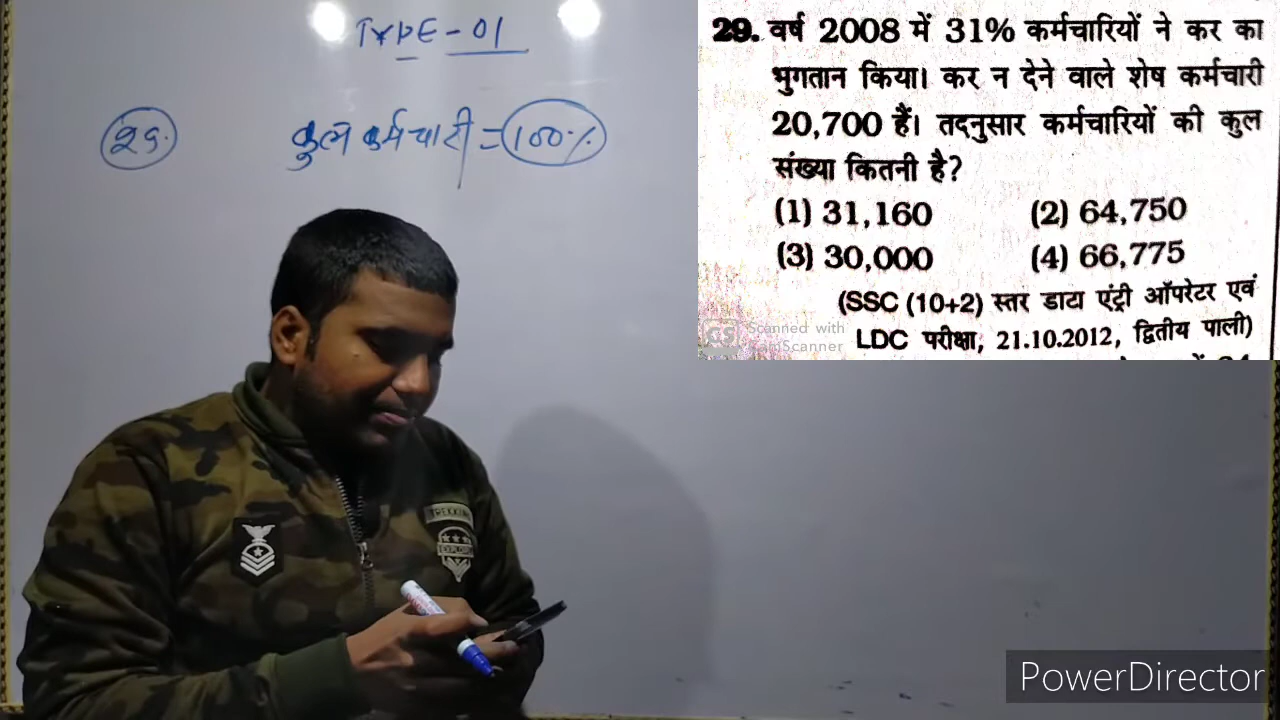 TYPE-01
29.
कुल कर्मचारी = 100%
29. वर्ष 2008 में 31% कर्मचारियों ने कर का
भुगतान किया। कर न देने वाले शेष कर्मचारी
20,700 हैं। तदनुसार कर्मचारियों की कुल
संख्या कितनी है?
(1) 31,160 (2) 64,750
(3) 30,000 (4) 66,775
(SSC (10+2) स्तर डाटा एंट्री ऑपरेटर एवं
LDC परीक्षा, 21.10.2012, द्वितीय पाली)
CS Scanned with
CamScanner
PowerDirector